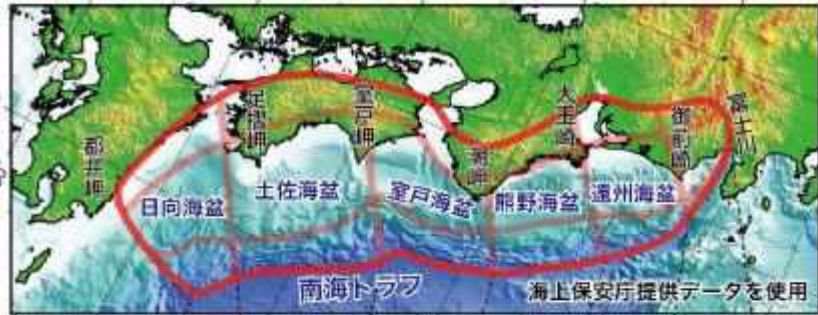 都井岬
足摺岬
室戸岬
潮岬
大王崎
御前崎
富士川
日向海盆
土佐海盆
室戸海盆
熊野海盆
遠州海盆
南海トラフ
海上保安庁提供データを使用